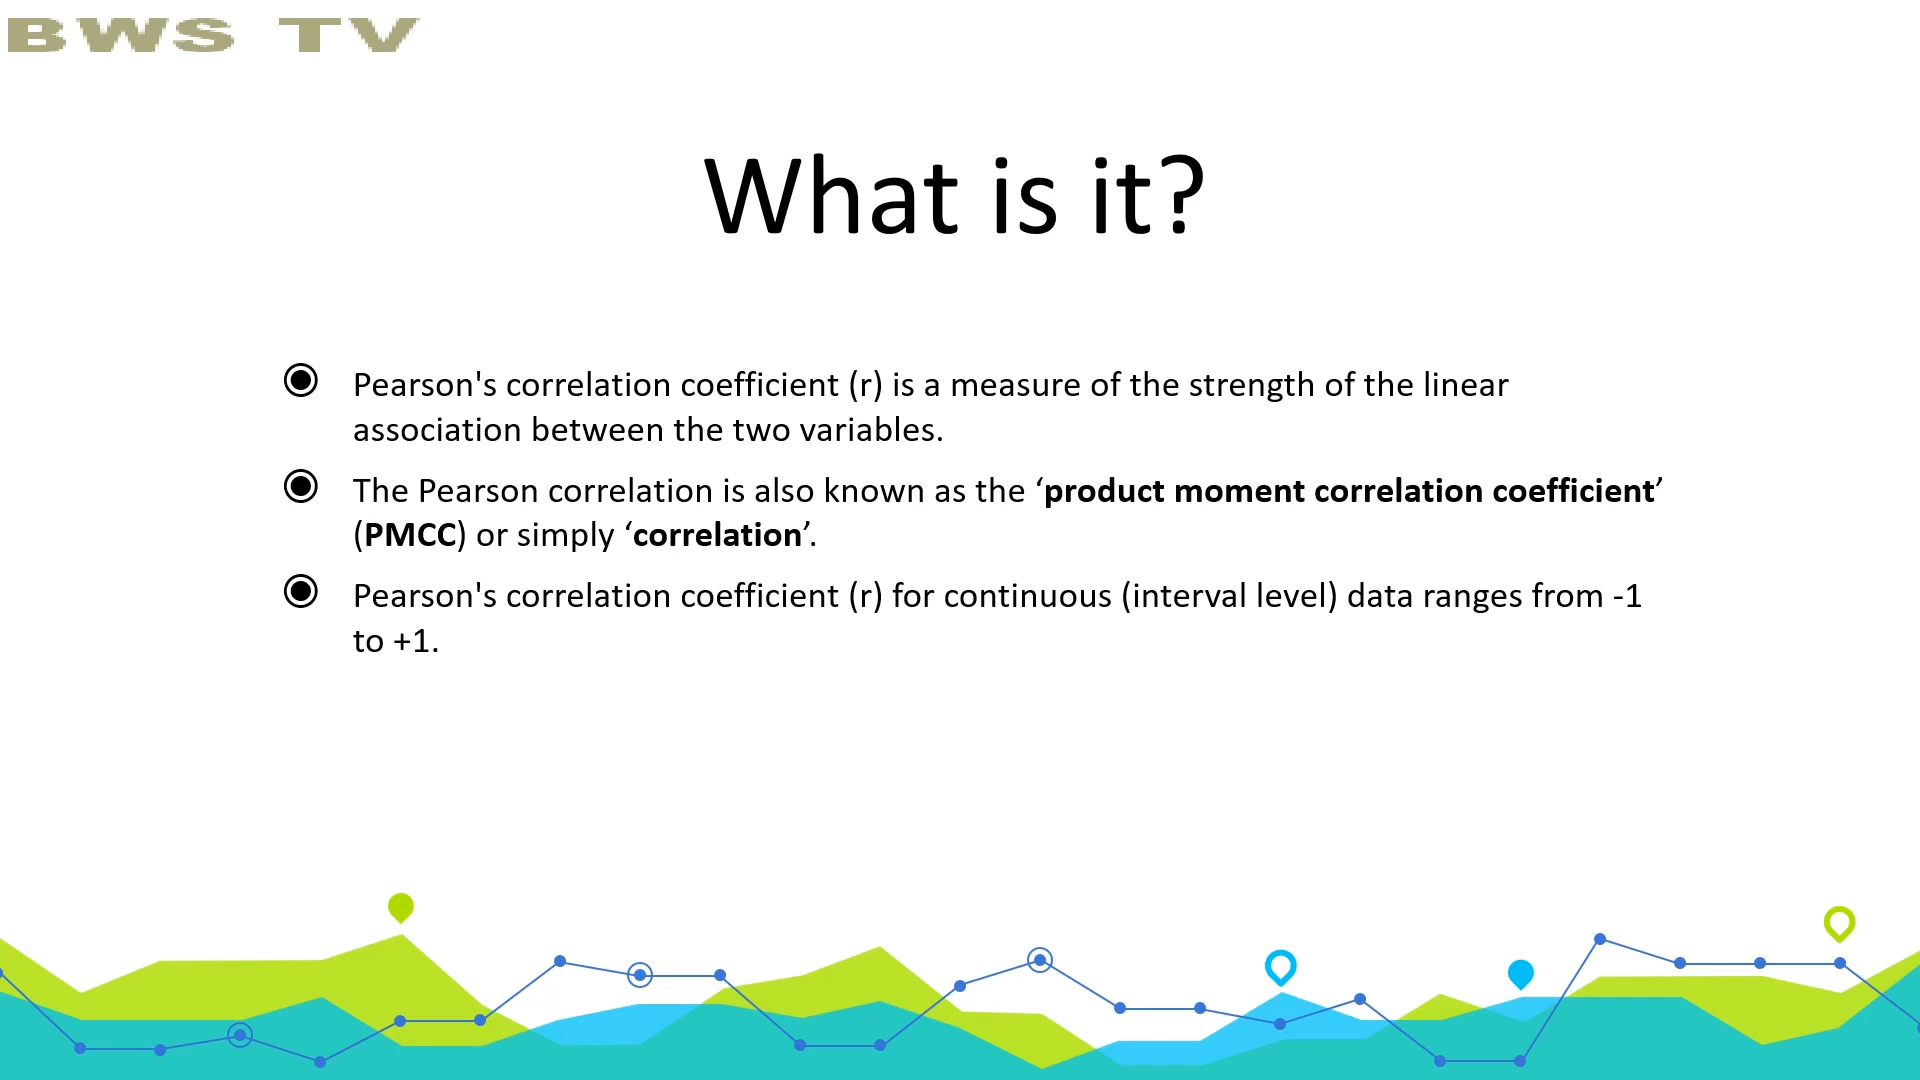 BWS TV
What is it?
Pearson's correlation coefficient (r) is a measure of the strength of the linear
association between the two variables.
The Pearson correlation is also known as the ‘product moment correlation coefficient’
(PMCC) or simply ‘correlation’.
Pearson's correlation coefficient (r) for continuous (interval level) data ranges from -1
to +1.